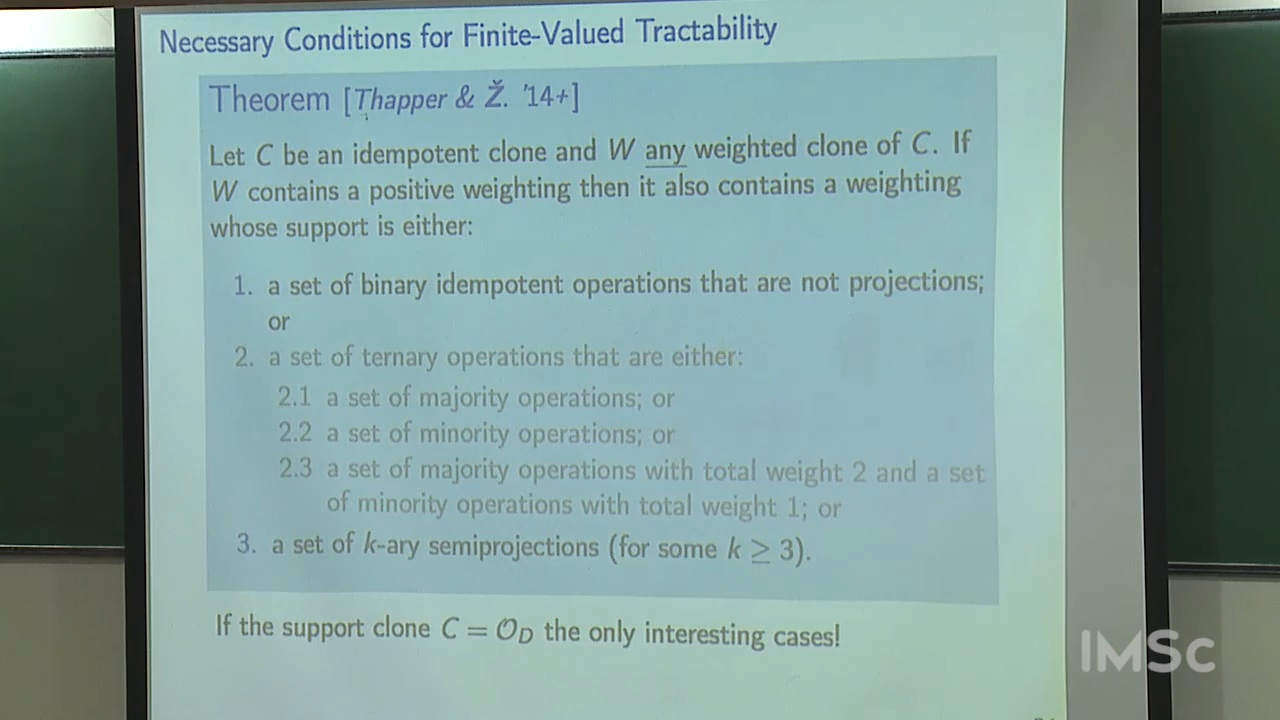 Necessary Conditions for Finite-Valued Tractability
Theorem [Thapper & Ž. '14+]
Let C be an idempotent clone and W any weighted clone of C. If
W contains a positive weighting then it also contains a weighting
whose support is either:
1. a set of binary idempotent operations that are not projections;
or
2. a set of ternary operations that are either:
2.1 a set of majority operations; or
2.2 a set of minority operations; or
2.3 a set of majority operations with total weight 2 and a set
of minority operations with total weight 1; or
3. a set of k-ary semiprojections (for some k ≥ 3).
If the support clone C = 𝒪_D the only interesting cases!
IMSc